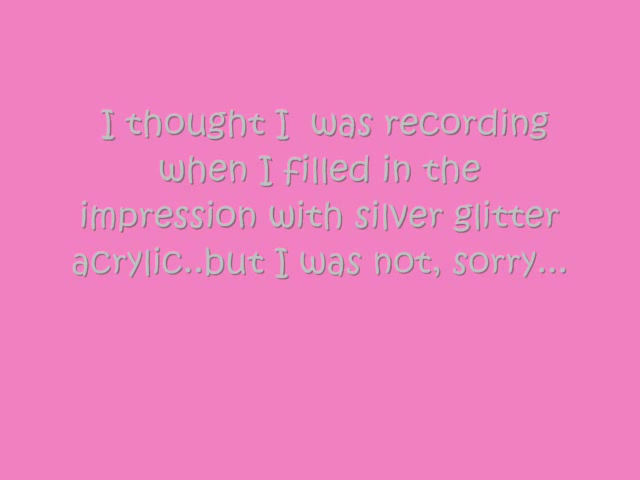 I thought I  was recording
when I filled in the
impression with silver glitter
acrylic..but I was not, sorry...